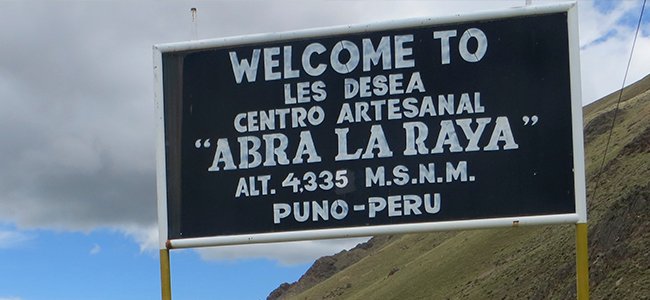 WELCOME TO
LES DESEA
CENTRO ARTESANAL
"ABRA LA RAYA"
ALT. 4,335 M.S.N.M.
PUNO-PERU